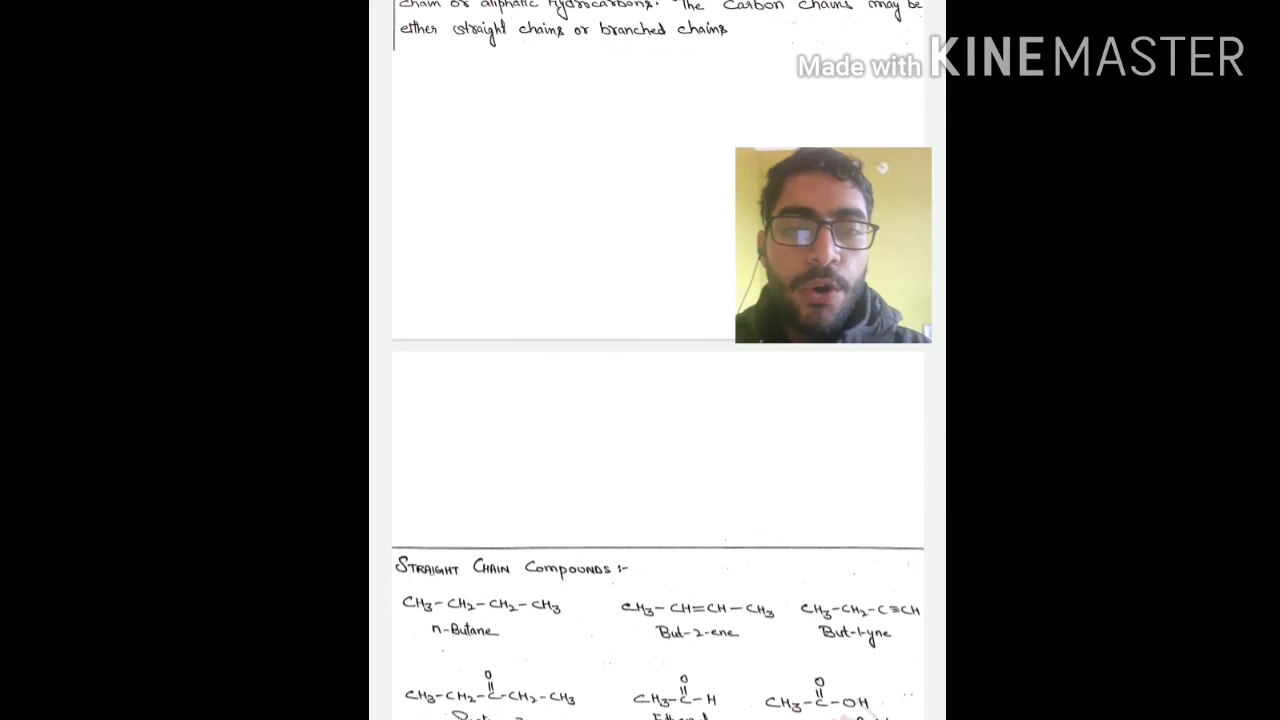 chain or aliphatic Hydrocarbons. The Carbon Chains may be
either straight chains or branched chains
Made with KINEMASTER
STRAIGHT CHAIN COMPOUNDS :-
CH₃-CH₂-CH₂-CH₃ CH₃-CH=CH-CH₃ CH₃-CH₂-C≡CH
n-Butane But-2-ene But-1-yne
O O O
CH₃-CH₂-C-CH₂-CH₃ CH₃-C-H CH₃-C-OH